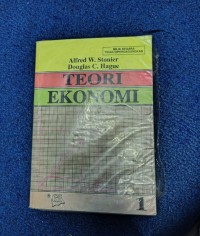 Alfred W. Stonier
Douglas C. Hague
TEORI
EKONOMI
1